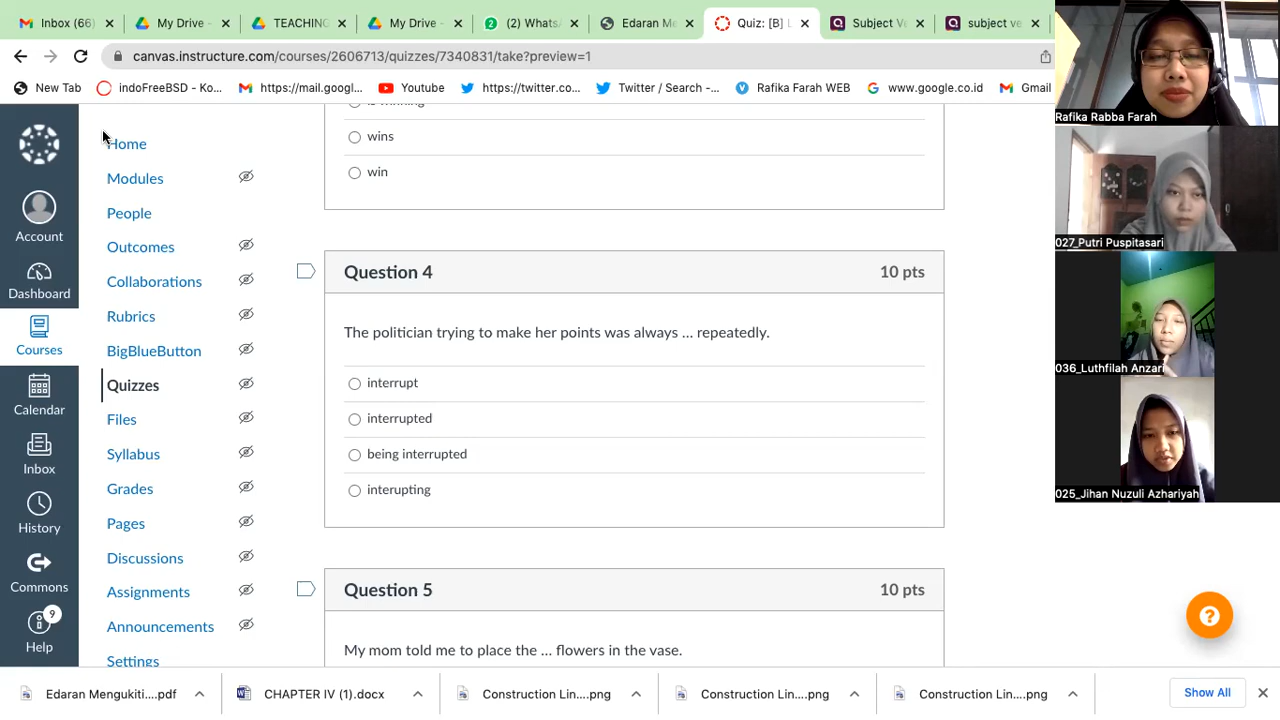 Inbox (66)
My Drive -
TEACHING
My Drive -
(2) WhatsA
Edaran Me
Quiz: [B] L
Subject Ve
subject ve
canvas.instructure.com/courses/2606713/quizzes/7340831/take?preview=1
New Tab
indoFreeBSD - Ko...
https://mail.googl...
Youtube
https://twitter.co...
Twitter / Search -...
Rafika Farah WEB
www.google.co.id
Gmail
Account
Dashboard
Courses
Calendar
Inbox
History
Commons
9
Help
Home
Modules
People
Outcomes
Collaborations
Rubrics
BigBlueButton
Quizzes
Files
Syllabus
Grades
Pages
Discussions
Assignments
Announcements
Settings
is winning
wins
win
Question 4
10 pts
The politician trying to make her points was always ... repeatedly.
interrupt
interrupted
being interrupted
interupting
Question 5
10 pts
My mom told me to place the ... flowers in the vase.
Rafika Rabba Farah
027_Putri Puspitasari
036_Luthfilah Anzari
025_Jihan Nuzuli Azhariyah
Edaran Mengukiti....pdf
CHAPTER IV (1).docx
Construction Lin....png
Construction Lin....png
Construction Lin....png
Show All